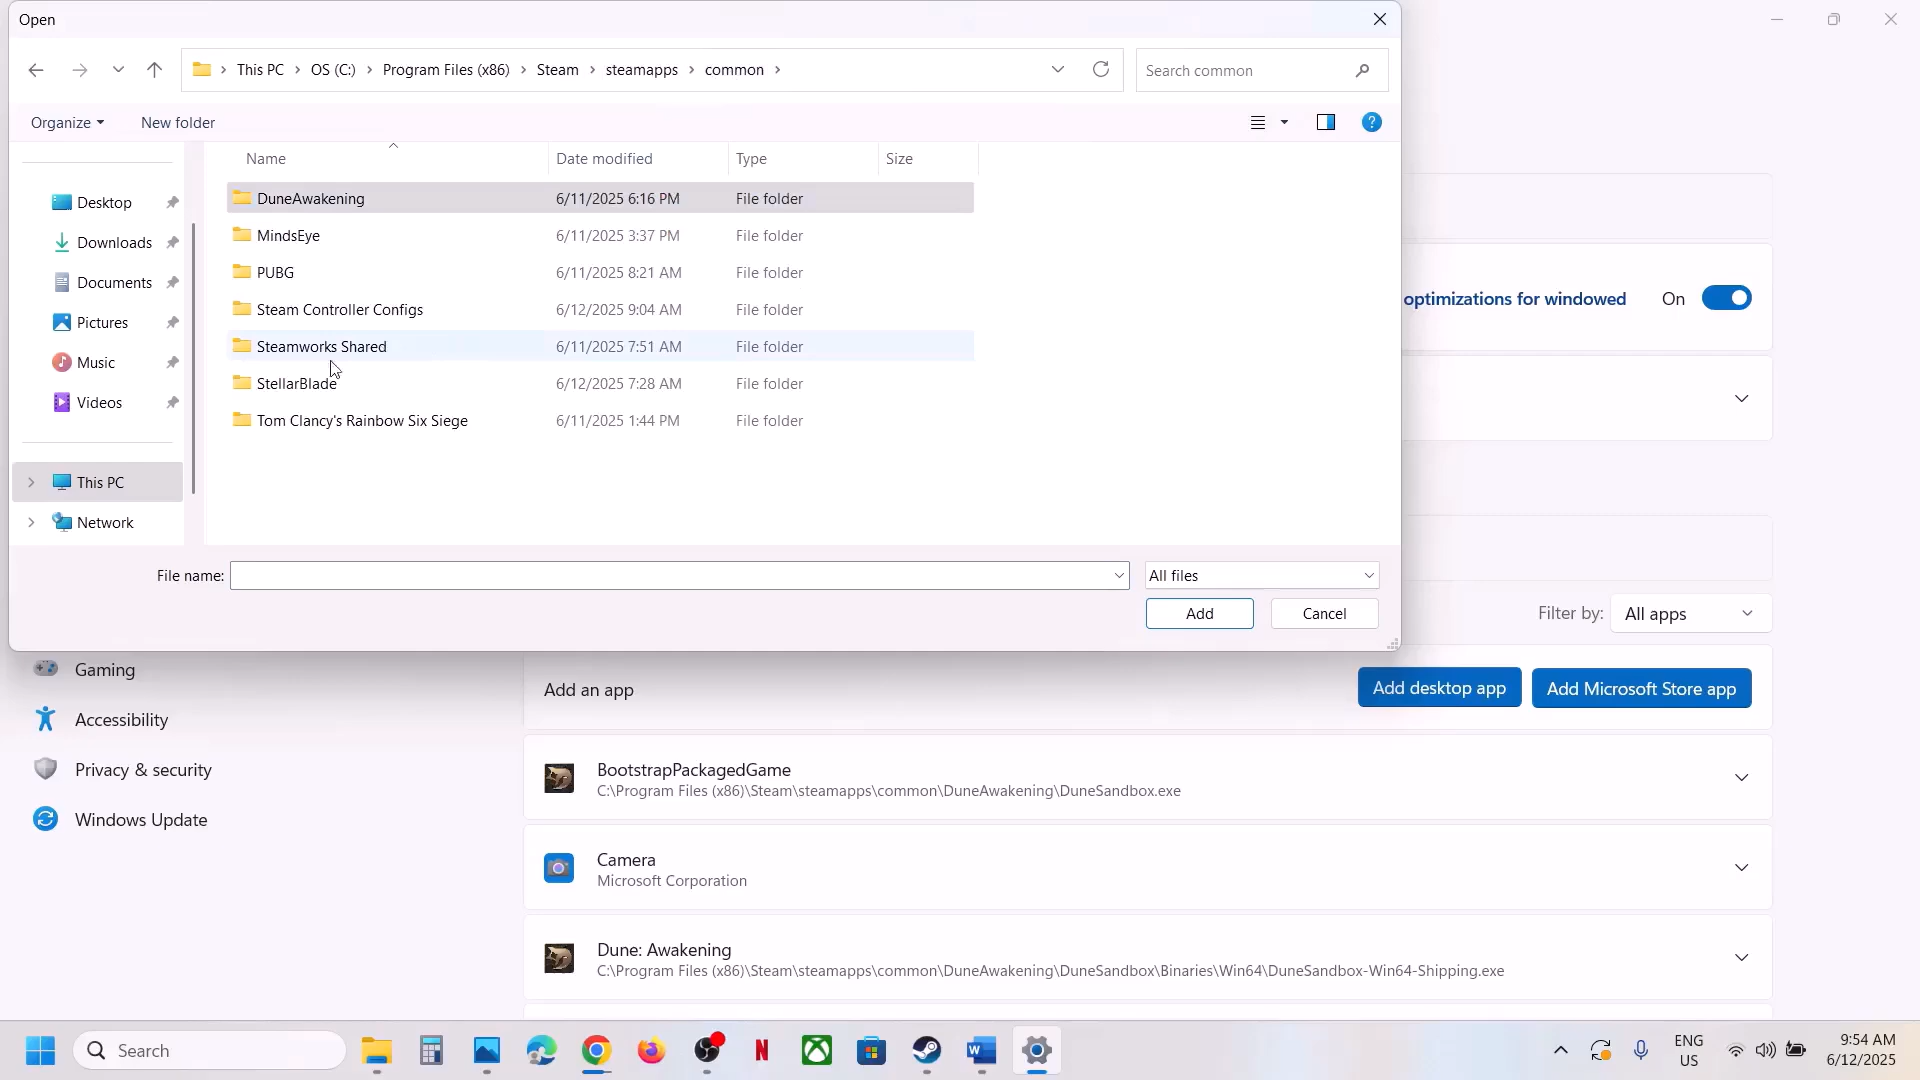 Open
This PC > OS (C:) > Program Files (x86) > Steam > steamapps > common >
Search common
Organize
New folder
Name
Date modified
Type
Size
Desktop
Downloads
Documents
Pictures
Music
Videos
This PC
Network
DuneAwakening 6/11/2025 6:16 PM File folder
MindsEye 6/11/2025 3:37 PM File folder
PUBG 6/11/2025 8:21 AM File folder
Steam Controller Configs 6/12/2025 9:04 AM File folder
Steamworks Shared 6/11/2025 7:51 AM File folder
StellarBlade 6/12/2025 7:28 AM File folder
Tom Clancy's Rainbow Six Siege 6/11/2025 1:44 PM File folder
File name:
All files
Add
Cancel
optimizations for windowed
On
Filter by:
All apps
Gaming
Accessibility
Privacy & security
Windows Update
Add an app
Add desktop app
Add Microsoft Store app
BootstrapPackagedGame
C:\Program Files (x86)\Steam\steamapps\common\DuneAwakening\DuneSandbox.exe
Camera
Microsoft Corporation
Dune: Awakening
C:\Program Files (x86)\Steam\steamapps\common\DuneAwakening\DuneSandbox\Binaries\Win64\DuneSandbox-Win64-Shipping.exe
Search
ENG
US
9:54 AM
6/12/2025